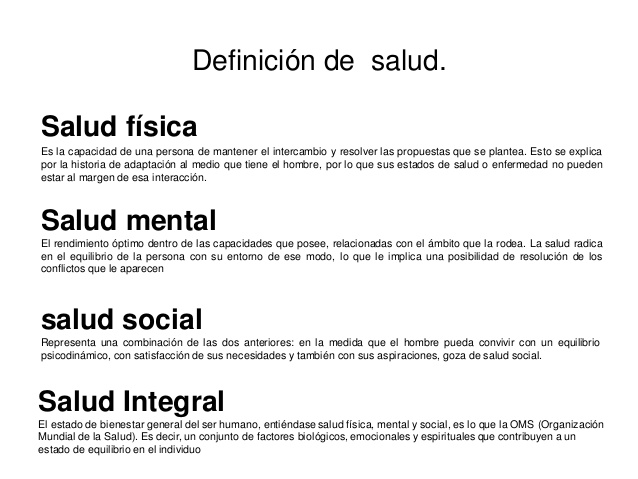 Definición de salud.
Salud física
Es la capacidad de una persona de mantener el intercambio y resolver las propuestas que se plantea. Esto se explica
por la historia de adaptación al medio que tiene el hombre, por lo que sus estados de salud o enfermedad no pueden
estar al margen de esa interacción.
Salud mental
El rendimiento óptimo dentro de las capacidades que posee, relacionadas con el ámbito que la rodea. La salud radica
en el equilibrio de la persona con su entorno de ese modo, lo que le implica una posibilidad de resolución de los
conflictos que le aparecen
salud social
Representa una combinación de las dos anteriores: en la medida que el hombre pueda convivir con un equilibrio
psicodinámico, con satisfacción de sus necesidades y también con sus aspiraciones, goza de salud social.
Salud Integral
El estado de bienestar general del ser humano, entiéndase salud física, mental y social, es lo que la OMS (Organización
Mundial de la Salud). Es decir, un conjunto de factores biológicos, emocionales y espirituales que contribuyen a un
estado de equilibrio en el individuo